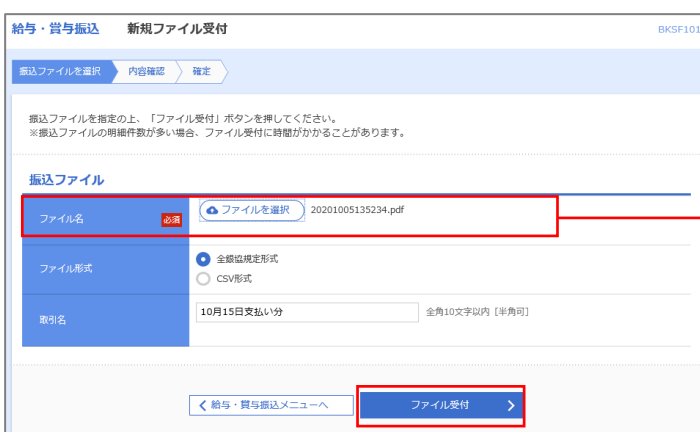 給与・賞与振込 新規ファイル受付 BKSF101
振込ファイルを選択 内容確認 確定
振込ファイルを指定の上、「ファイル受付」ボタンを押してください。
※振込ファイルの明細件数が多い場合、ファイル受付に時間がかかることがあります。
振込ファイル
ファイル名 必須 ファイルを選択 20201005135234.pdf
ファイル形式 全銀協規定形式
CSV形式
取引名 10月15日支払い分 全角10文字以内［半角可］
給与・賞与振込メニューへ ファイル受付